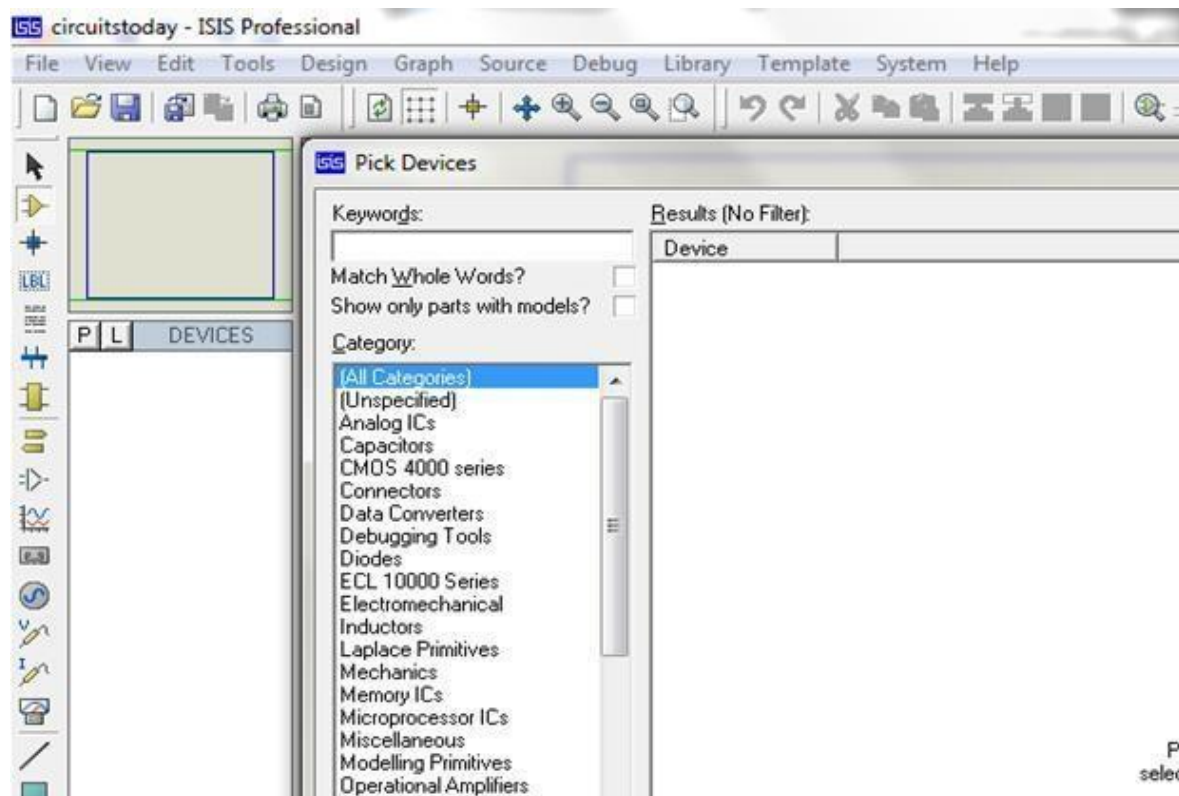 ISIS circuitstoday - ISIS Professional
File View Edit Tools Design Graph Source Debug Library Template System Help
ISIS Pick Devices
Keywords:
Results (No Filter):
Device
Match Whole Words?
Show only parts with models?
LBL
P L DEVICES
Category:
(All Categories)
(Unspecified)
Analog ICs
Capacitors
CMOS 4000 series
Connectors
Data Converters
Debugging Tools
Diodes
ECL 10000 Series
Electromechanical
Inductors
Laplace Primitives
Mechanics
Memory ICs
Microprocessor ICs
Miscellaneous
Modelling Primitives
Operational Amplifiers
V
I
P
selec